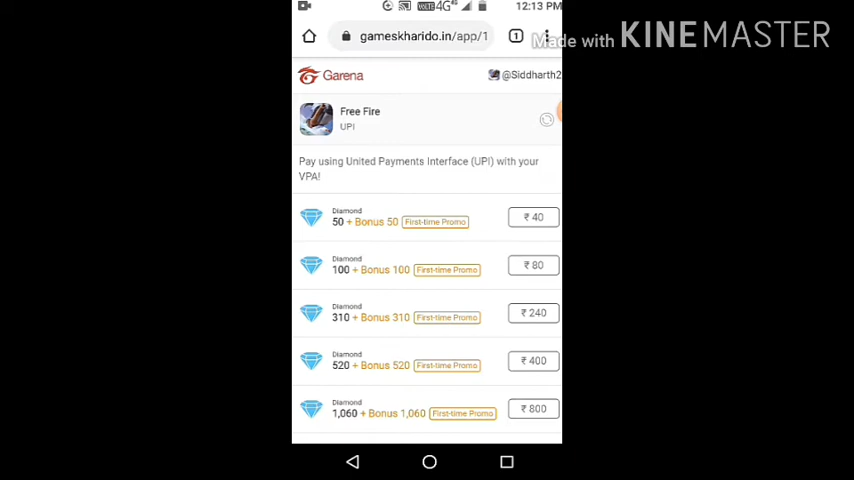 VOLTE 4G 12:13 PM
Made with KINEMASTER
gameskharido.in/app/1
1
Garena
@Siddharth2
Free Fire
UPI
Pay using United Payments Interface (UPI) with your
VPA!
Diamond
50 + Bonus 50 First-time Promo ₹ 40
Diamond
100 + Bonus 100 First-time Promo ₹ 80
Diamond
310 + Bonus 310 First-time Promo ₹ 240
Diamond
520 + Bonus 520 First-time Promo ₹ 400
Diamond
1,060 + Bonus 1,060 First-time Promo ₹ 800